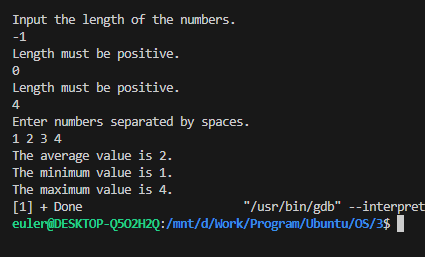 Input the length of the numbers.
-1
Length must be positive.
0
Length must be positive.
4
Enter numbers separated by spaces.
1 2 3 4
The average value is 2.
The minimum value is 1.
The maximum value is 4.
[1] + Done                       "/usr/bin/gdb" --interpret
euler@DESKTOP-Q5O2H2Q:/mnt/d/Work/Program/Ubuntu/OS/3$